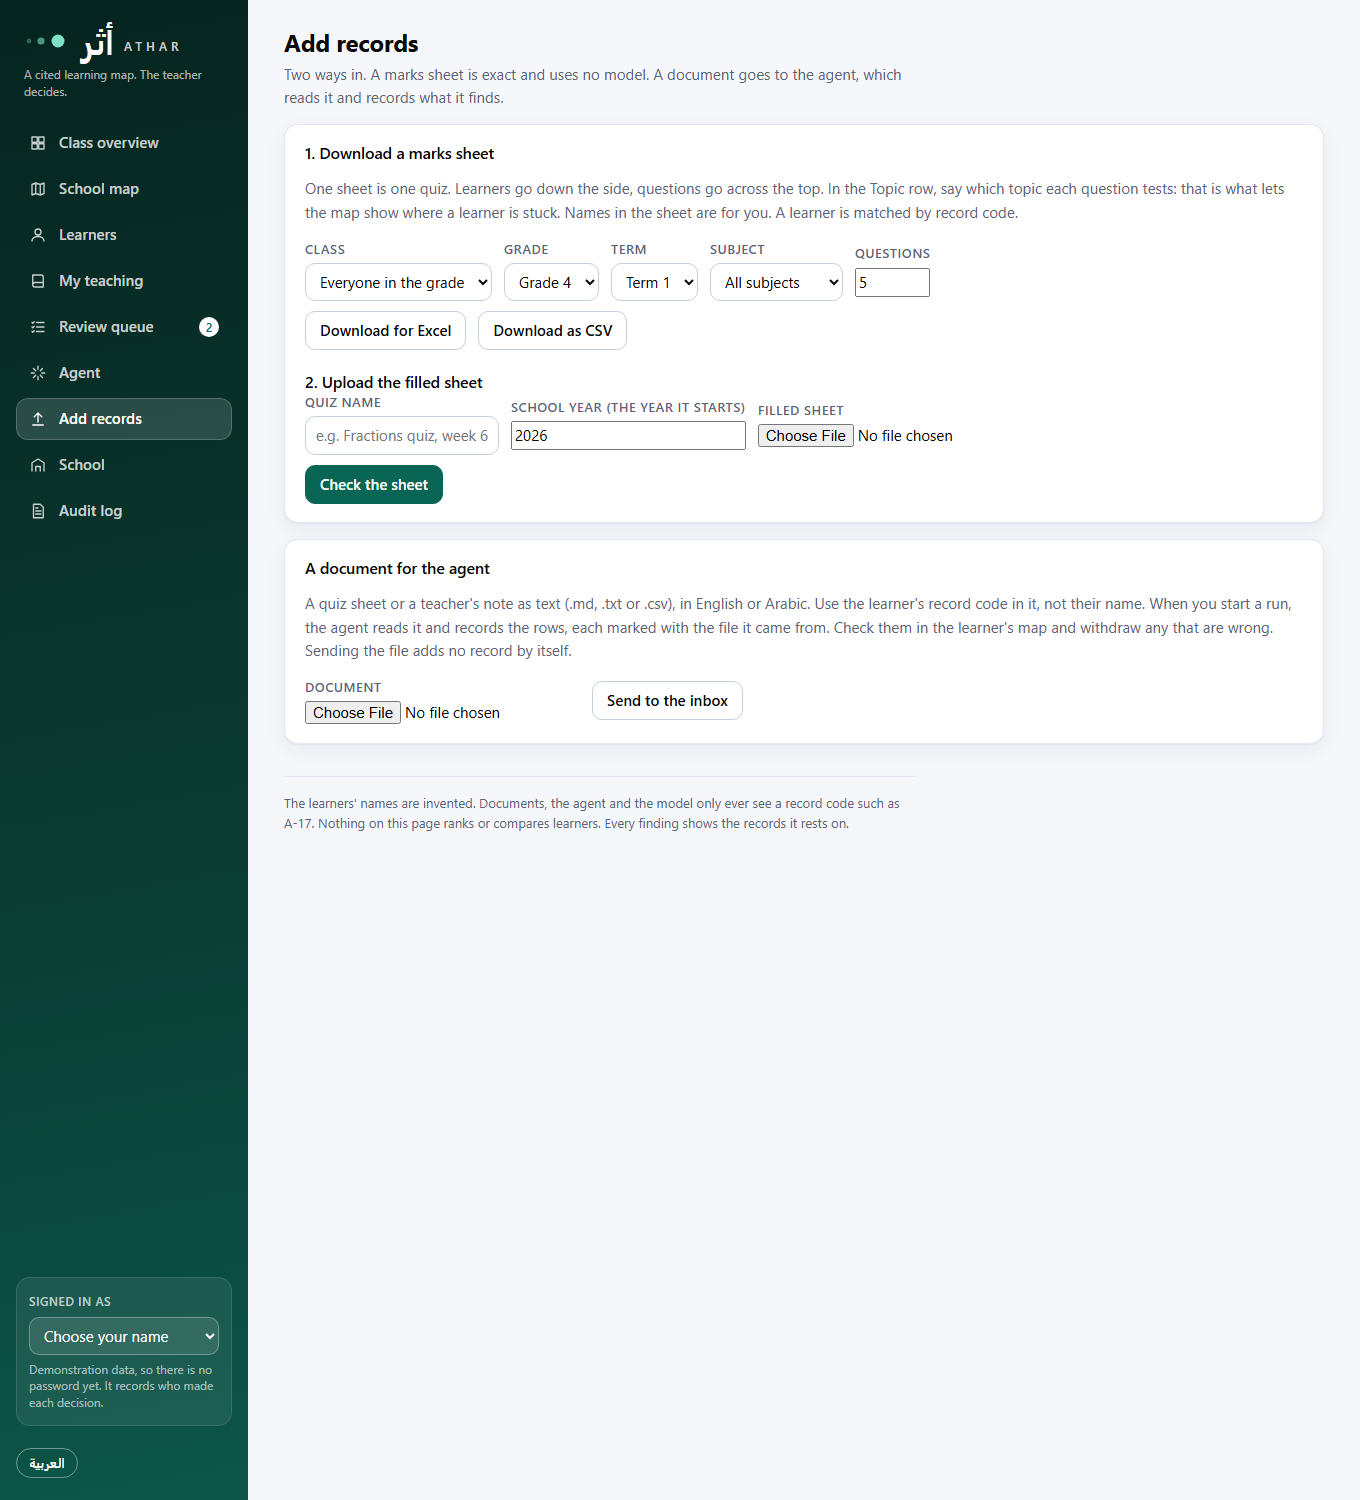 أثر ATHAR
A cited learning map. The teacher
decides.
Class overview
School map
Learners
My teaching
Review queue 2
Agent
Add records
School
Audit log
SIGNED IN AS
Choose your name
Demonstration data, so there is no
password yet. It records who made
each decision.
العربية
Add records
Two ways in. A marks sheet is exact and uses no model. A document goes to the agent, which
reads it and records what it finds.
1. Download a marks sheet
One sheet is one quiz. Learners go down the side, questions go across the top. In the Topic row, say which topic each question tests: that is what lets
the map show where a learner is stuck. Names in the sheet are for you. A learner is matched by record code.
CLASS GRADE TERM SUBJECT QUESTIONS
Everyone in the grade Grade 4 Term 1 All subjects 5
Download for Excel Download as CSV
2. Upload the filled sheet
QUIZ NAME SCHOOL YEAR (THE YEAR IT STARTS) FILLED SHEET
e.g. Fractions quiz, week 6 2026 Choose File No file chosen
Check the sheet
A document for the agent
A quiz sheet or a teacher's note as text (.md, .txt or .csv), in English or Arabic. Use the learner's record code in it, not their name. When you start a run,
the agent reads it and records the rows, each marked with the file it came from. Check them in the learner's map and withdraw any that are wrong.
Sending the file adds no record by itself.
DOCUMENT
Choose File No file chosen Send to the inbox
The learners' names are invented. Documents, the agent and the model only ever see a record code such as
A-17. Nothing on this page ranks or compares learners. Every finding shows the records it rests on.